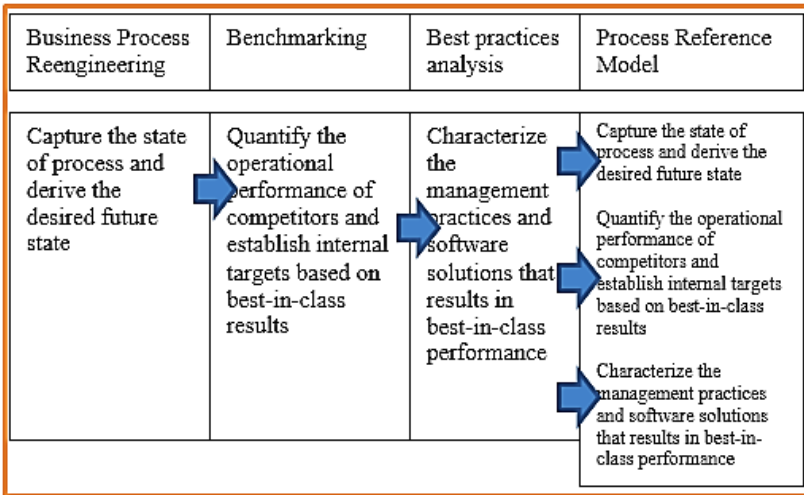 Business Process
Reengineering
Benchmarking
Best practices
analysis
Process Reference
Model
Capture the state
of process and
derive the
desired future
state
Quantify the
operational
performance of
competitors and
establish internal
targets based on
best-in-class
results
Characterize
the
management
practices and
software
solutions that
results in
best-in-class
performance
Capture the state of
process and derive the
desired future state
Quantify the operational
performance of
competitors and
establish internal targets
based on best-in-class
results
Characterize the
management practices
and software solutions
that results in best-in-
class performance